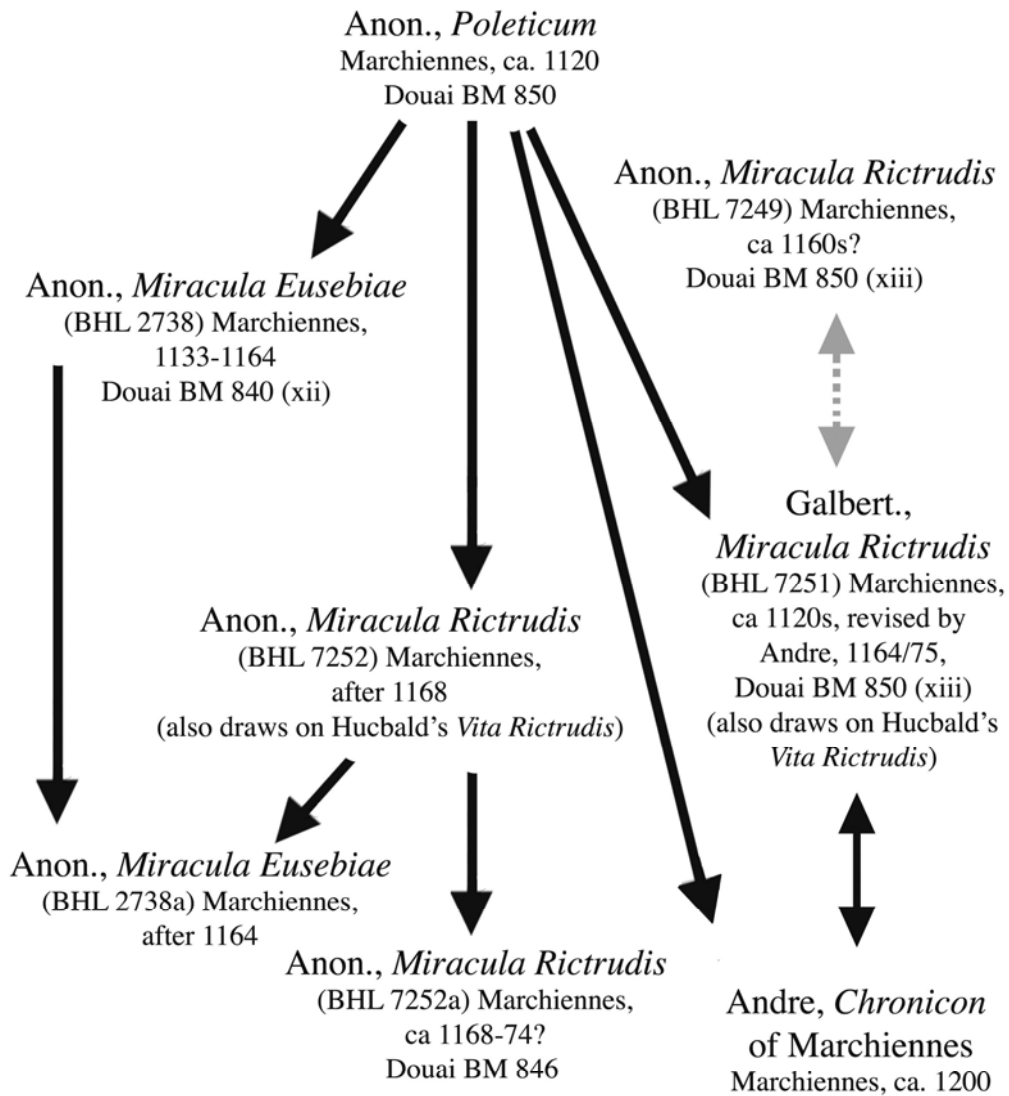 Anon., Poleticum
Marchiennes, ca. 1120
Douai BM 850
Anon., Miracula Rictrudis
(BHL 7249) Marchiennes,
ca 1160s?
Douai BM 850 (xiii)
Anon., Miracula Eusebiae
(BHL 2738) Marchiennes,
1133-1164
Douai BM 840 (xii)
Galbert.,
Miracula Rictrudis
(BHL 7251) Marchiennes,
ca 1120s, revised by
Andre, 1164/75,
Douai BM 850 (xiii)
(also draws on Hucbald's
Vita Rictrudis)
Anon., Miracula Rictrudis
(BHL 7252) Marchiennes,
after 1168
(also draws on Hucbald's Vita Rictrudis)
Anon., Miracula Eusebiae
(BHL 2738a) Marchiennes,
after 1164
Anon., Miracula Rictrudis
(BHL 7252a) Marchiennes,
ca 1168-74?
Douai BM 846
Andre, Chronicon
of Marchiennes
Marchiennes, ca. 1200